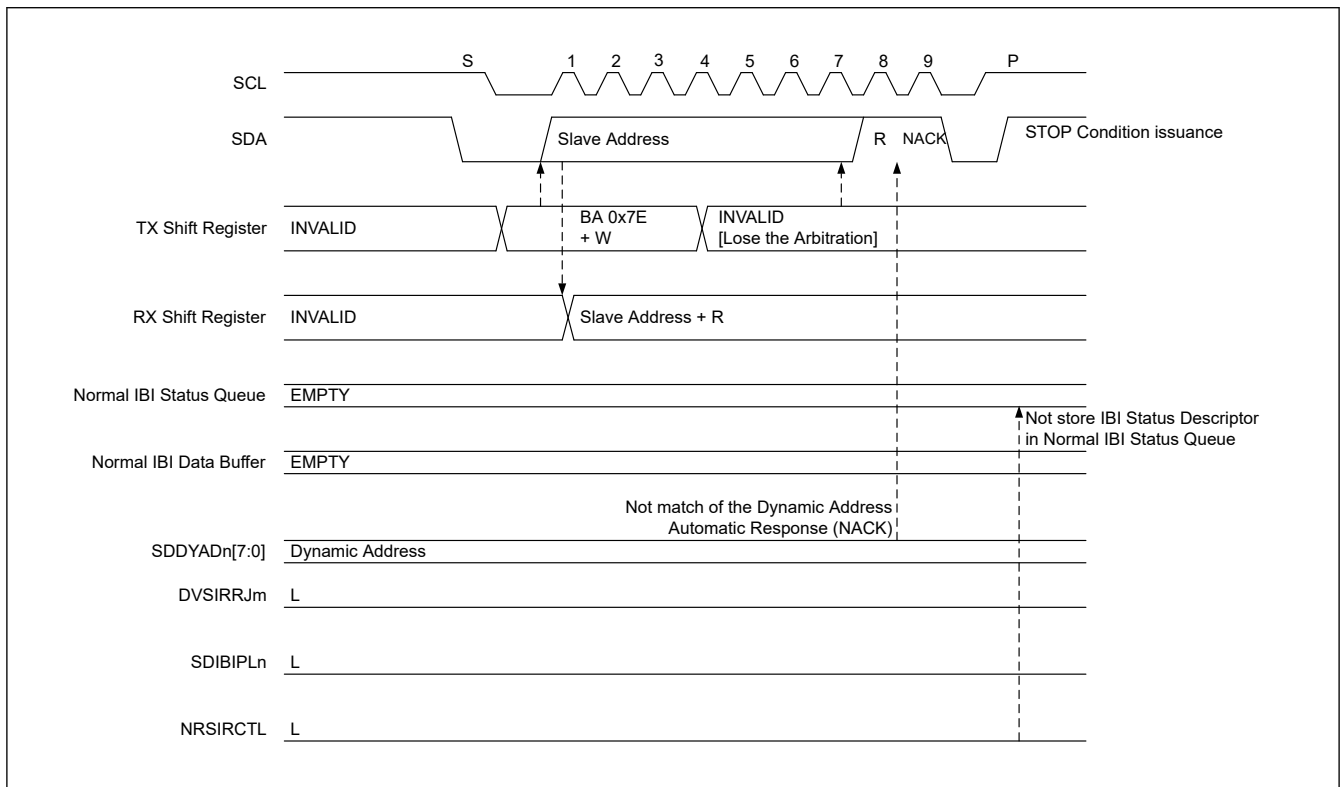 S 1 2 3 4 5 6 7 8 9 P
SCL
SDA Slave Address R NACK STOP Condition issuance
TX Shift Register INVALID BA 0x7E INVALID
+ W [Lose the Arbitration]
RX Shift Register INVALID Slave Address + R
Normal IBI Status Queue EMPTY
Not store IBI Status Descriptor
in Normal IBI Status Queue
Normal IBI Data Buffer EMPTY
Not match of the Dynamic Address
Automatic Response (NACK)
SDDYADn[7:0] Dynamic Address
DVSIRRJm L
SDIBIPLn L
NRSIRCTL L